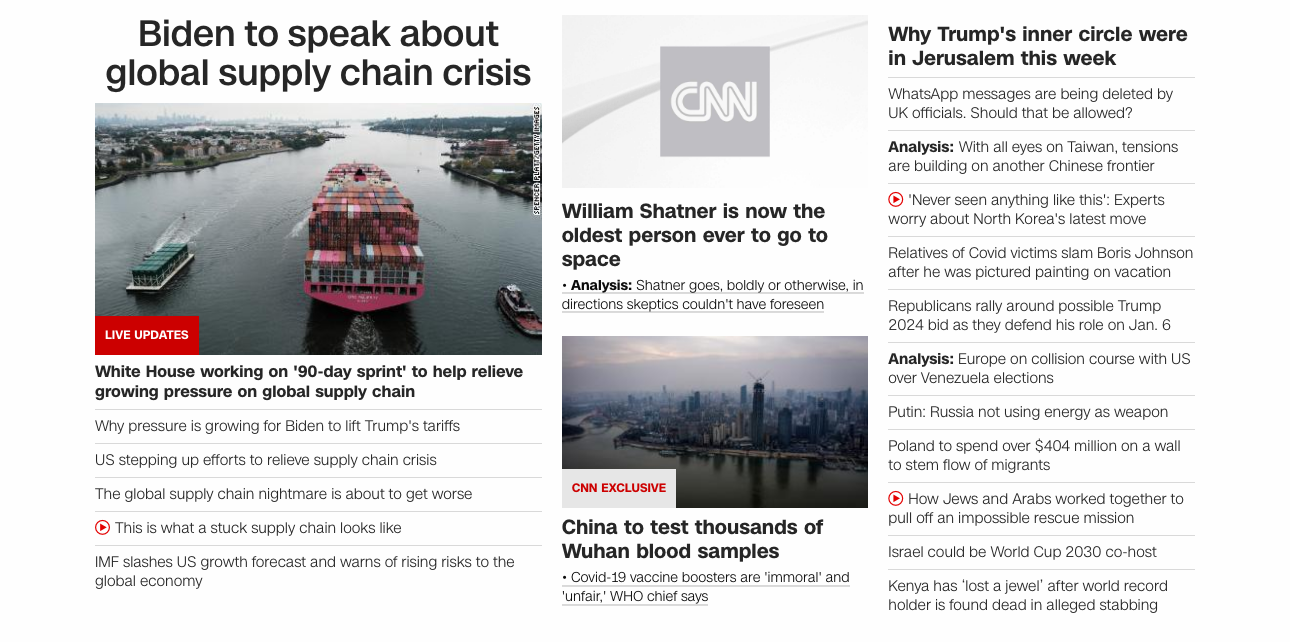 Biden to speak about
global supply chain crisis
SPENCER PLATT/GETTY IMAGES
LIVE UPDATES
White House working on '90-day sprint' to help relieve
growing pressure on global supply chain
Why pressure is growing for Biden to lift Trump's tariffs
US stepping up efforts to relieve supply chain crisis
The global supply chain nightmare is about to get worse
This is what a stuck supply chain looks like
IMF slashes US growth forecast and warns of rising risks to the
global economy
CNN
William Shatner is now the
oldest person ever to go to
space
• Analysis: Shatner goes, boldly or otherwise, in
directions skeptics couldn't have foreseen
CNN EXCLUSIVE
China to test thousands of
Wuhan blood samples
• Covid-19 vaccine boosters are 'immoral' and
'unfair,' WHO chief says
Why Trump's inner circle were
in Jerusalem this week
WhatsApp messages are being deleted by
UK officials. Should that be allowed?
Analysis: With all eyes on Taiwan, tensions
are building on another Chinese frontier
'Never seen anything like this': Experts
worry about North Korea's latest move
Relatives of Covid victims slam Boris Johnson
after he was pictured painting on vacation
Republicans rally around possible Trump
2024 bid as they defend his role on Jan. 6
Analysis: Europe on collision course with US
over Venezuela elections
Putin: Russia not using energy as weapon
Poland to spend over $404 million on a wall
to stem flow of migrants
How Jews and Arabs worked together to
pull off an impossible rescue mission
Israel could be World Cup 2030 co-host
Kenya has ‘lost a jewel’ after world record
holder is found dead in alleged stabbing